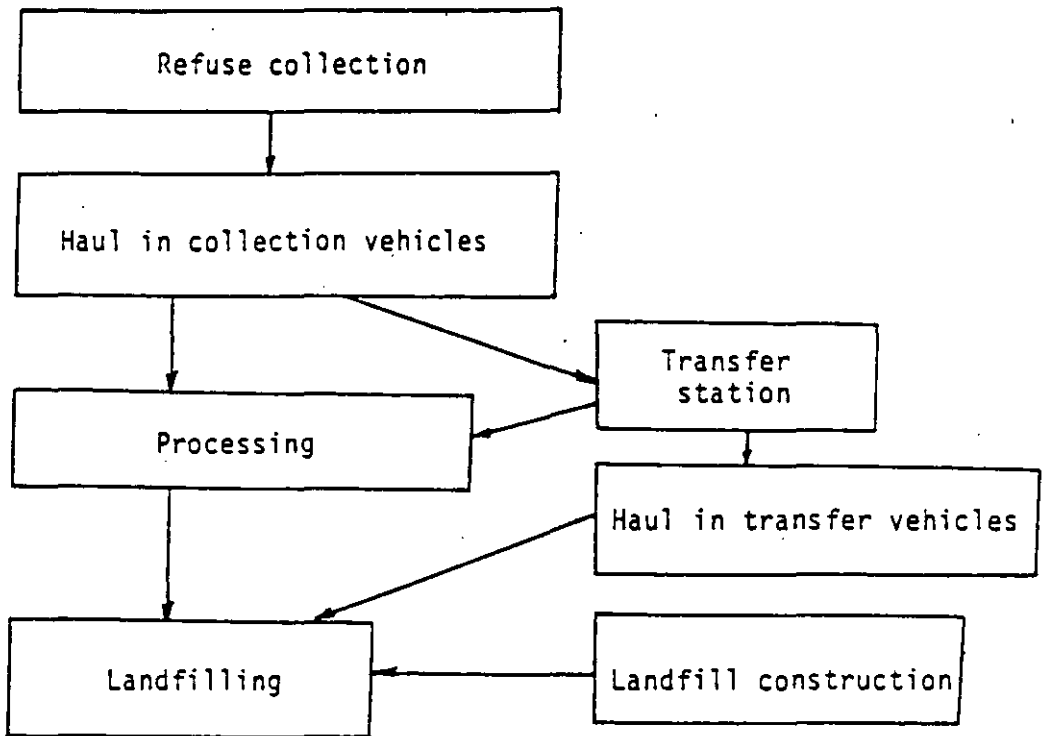 Refuse collection
Haul in collection vehicles
Transfer
station
Processing
Haul in transfer vehicles
Landfilling
Landfill construction